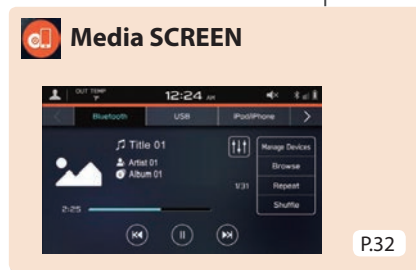 Media SCREEN
OUT TEMP
°F
12:24 AM
Bluetooth USB iPod/iPhone
Title 01
Artist 01
Album 01
1/31
2:25
Manage Devices
Browse
Repeat
Shuffle
P.32